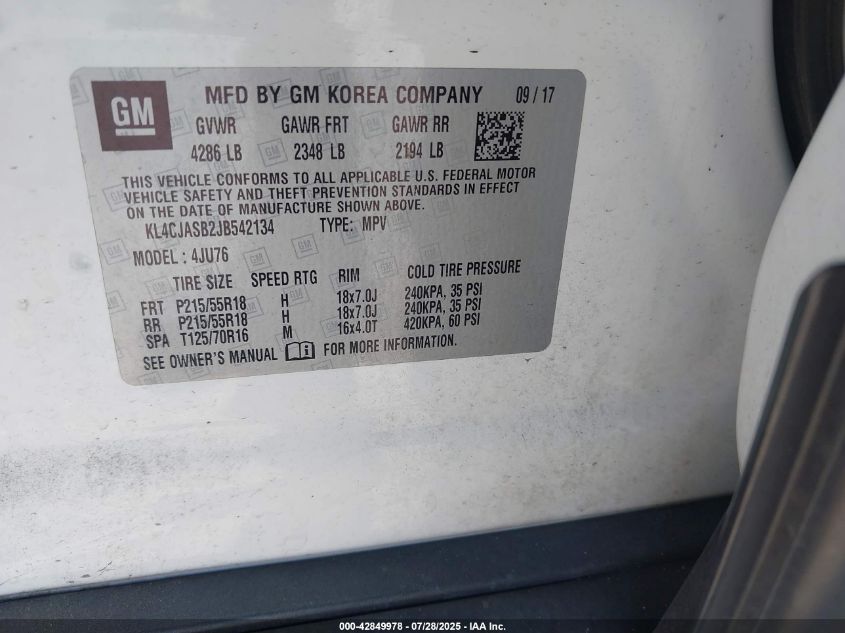 GM
MFD BY GM KOREA COMPANY 09 / 17
GVWR GAWR FRT GAWR RR
4286 LB 2348 LB 2194 LB
THIS VEHICLE CONFORMS TO ALL APPLICABLE U.S. FEDERAL MOTOR
VEHICLE SAFETY AND THEFT PREVENTION STANDARDS IN EFFECT
ON THE DATE OF MANUFACTURE SHOWN ABOVE.
KL4CJASB2JB542134 TYPE: MPV
MODEL : 4JU76
TIRE SIZE SPEED RTG RIM COLD TIRE PRESSURE
FRT P215/55R18 H 18x7.0J 240KPA, 35 PSI
RR P215/55R18 H 18x7.0J 240KPA, 35 PSI
SPA T125/70R16 M 16x4.0T 420KPA, 60 PSI
SEE OWNER'S MANUAL FOR MORE INFORMATION.
000-42849978 - 07/28/2025 - IAA Inc.